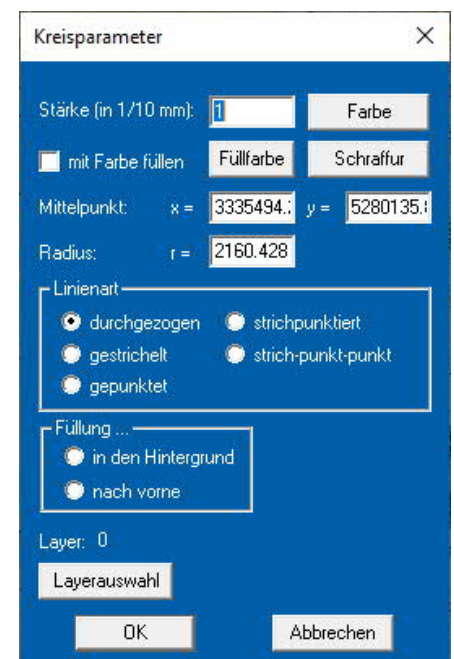 Kreisparameter
Stärke (in 1/10 mm): 1 Farbe
mit Farbe füllen Füllfarbe Schraffur
Mittelpunkt: x = 3335494. y = 5280135.
Radius: r = 2160.428
Linienart
durchgezogen strichpunktiert
gestrichelt strich-punkt-punkt
gepunktet
Füllung ...
in den Hintergrund
nach vorne
Layer: 0
Layerauswahl
OK Abbrechen